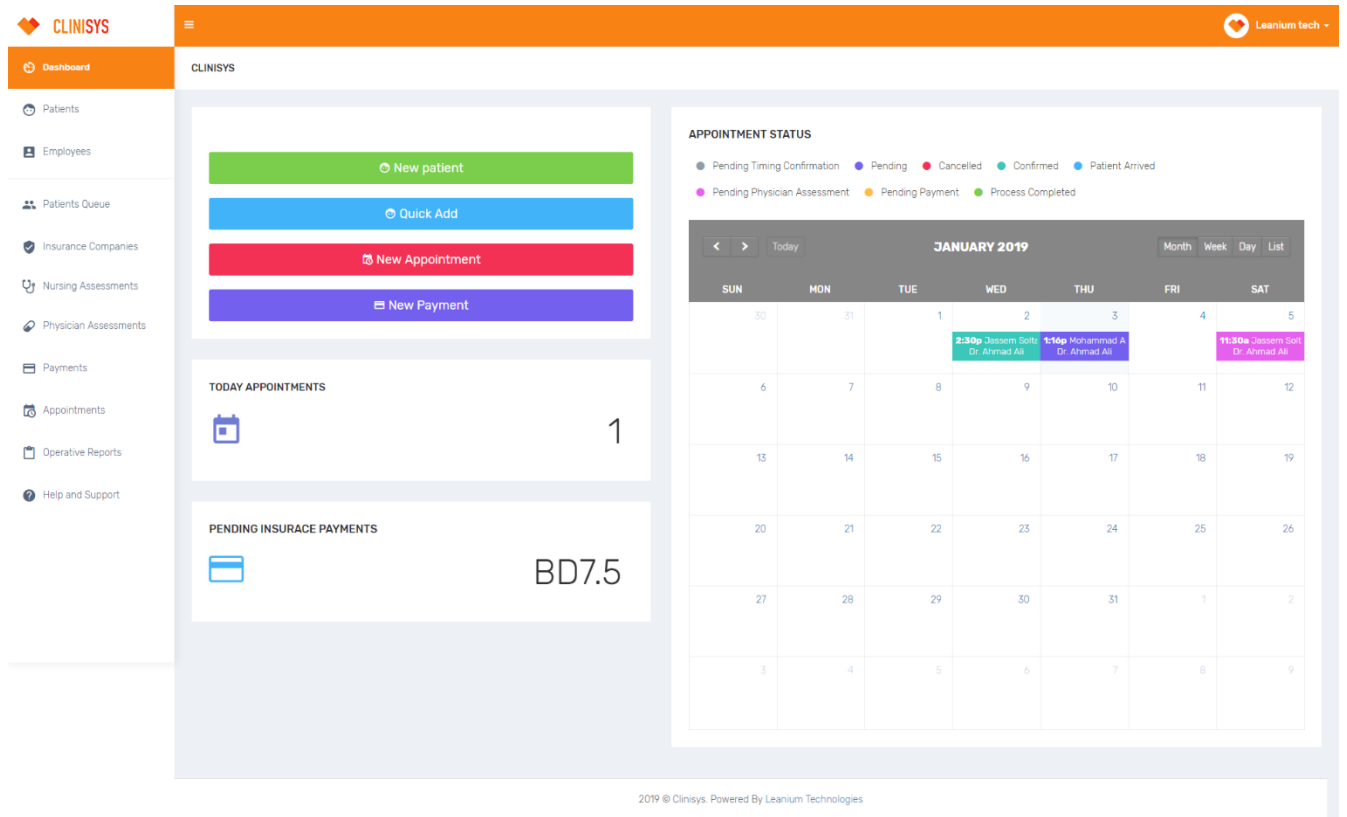 CLINISYS
Leanium tech
Dashboard
Patients
Employees
Patients Queue
Insurance Companies
Nursing Assessments
Physician Assessments
Payments
Appointments
Operative Reports
Help and Support
CLINISYS
New patient
Quick Add
New Appointment
New Payment
TODAY APPOINTMENTS
1
PENDING INSURACE PAYMENTS
BD7.5
APPOINTMENT STATUS
Pending Timing Confirmation Pending Cancelled Confirmed Patient Arrived
Pending Physician Assessment Pending Payment Process Completed
Today JANUARY 2019 Month Week Day List
SUN MON TUE WED THU FRI SAT
30 31 1 2 3 4 5
2:30p Jassem Solta 1:16p Mohammad A 11:30a Jassem Solt
Dr. Ahmad Ali Dr. Ahmad Ali Dr. Ahmad Ali
6 7 8 9 10 11 12
13 14 15 16 17 18 19
20 21 22 23 24 25 26
27 28 29 30 31 1 2
3 4 5 6 7 8 9
2019 © Clinisys. Powered By Leanium Technologies